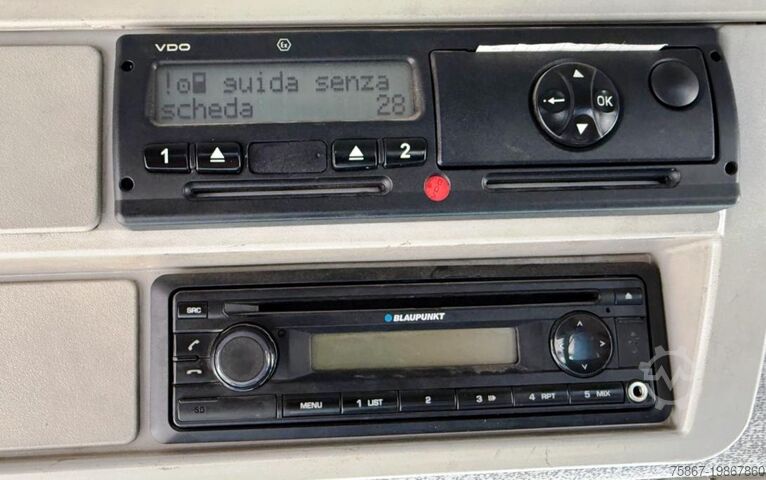 VDO
Ex
! guida senza
scheda 28
1
2
OK
BLAUPUNKT
SRC
MENU
1 LIST
2
3
4 RPT
5 MIX
75867-19867860